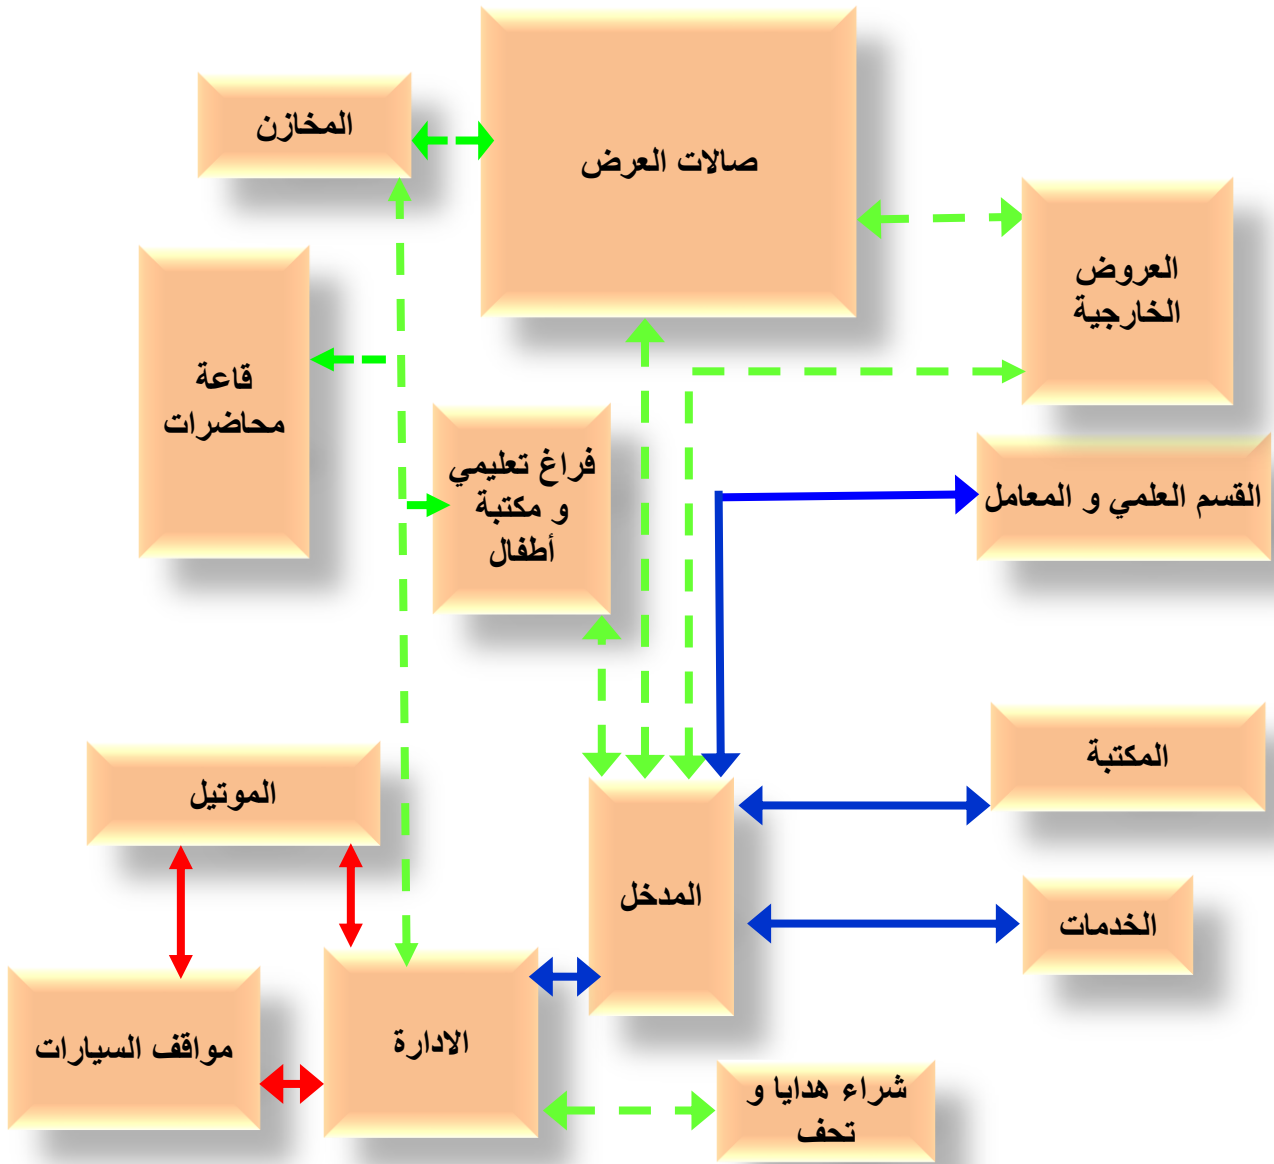 صالات العرض
المخازن
العروض
الخارجية
قاعة
محاضرات
فراغ تعليمي
و مكتبة
أطفال
القسم العلمي و المعامل
المكتبة
الموتيل
المدخل
الخدمات
الادارة
مواقف السيارات
شراء هدايا و
تحف